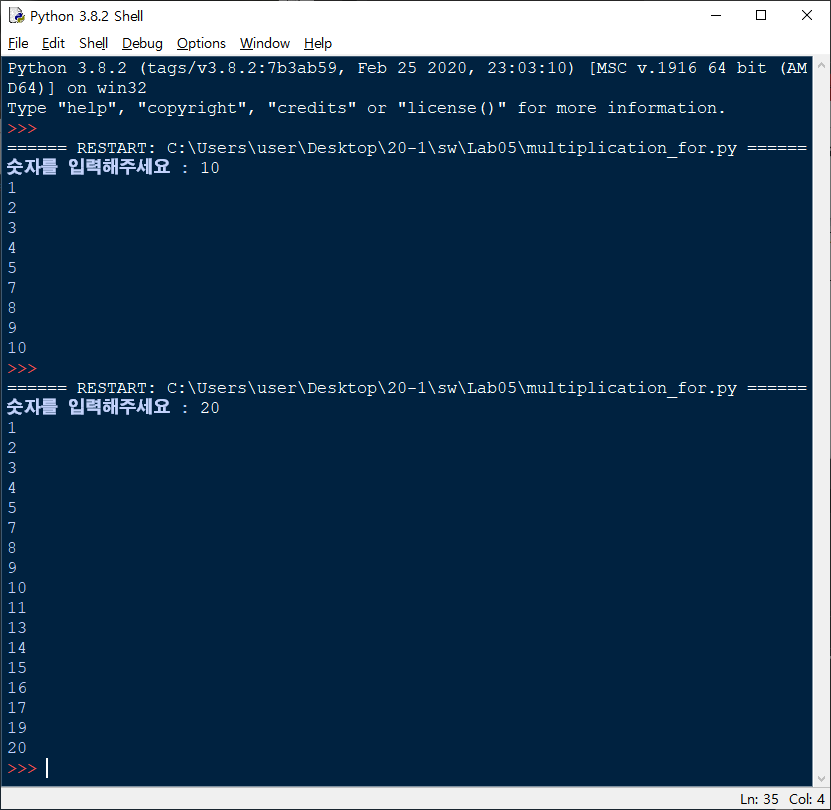 Python 3.8.2 Shell
File Edit Shell Debug Options Window Help
Python 3.8.2 (tags/v3.8.2:7b3ab59, Feb 25 2020, 23:03:10) [MSC v.1916 64 bit (AM
D64)] on win32
Type "help", "copyright", "credits" or "license()" for more information.
>>>
====== RESTART: C:\Users\user\Desktop\20-1\sw\Lab05\multiplication_for.py ======
숫자를 입력해주세요 : 10
1
2
3
4
5
7
8
9
10
>>>
====== RESTART: C:\Users\user\Desktop\20-1\sw\Lab05\multiplication_for.py ======
숫자를 입력해주세요 : 20
1
2
3
4
5
7
8
9
10
11
13
14
15
16
17
19
20
>>>
Ln: 35 Col: 4